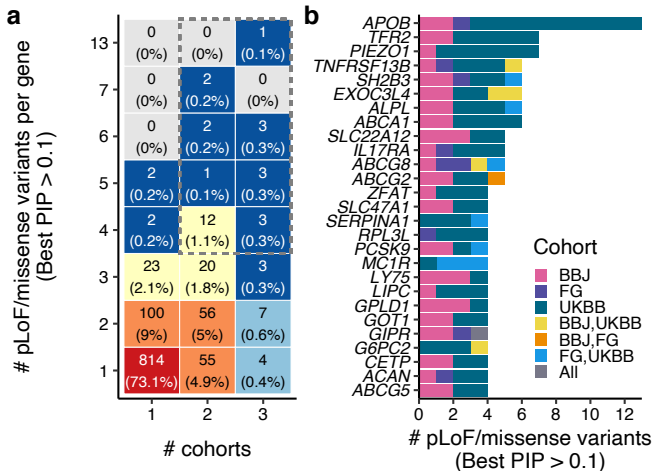 a
# pLoF/missense variants per gene
(Best PIP > 0.1)
13
7
6
5
4
3
2
1
0
(0%)
0
(0%)
1
(0.1%)
0
(0%)
2
(0.2%)
0
(0%)
0
(0%)
2
(0.2%)
3
(0.3%)
2
(0.2%)
1
(0.1%)
3
(0.3%)
2
(0.2%)
12
(1.1%)
3
(0.3%)
23
(2.1%)
20
(1.8%)
3
(0.3%)
100
(9%)
56
(5%)
7
(0.6%)
814
(73.1%)
55
(4.9%)
4
(0.4%)
1 2 3
# cohorts
b
APOB
TFR2
PIEZO1
TNFRSF13B
SH2B3
EXOC3L4
ALPL
ABCA1
SLC22A12
IL17RA
ABCG8
ABCG2
ZFAT
SLC47A1
SERPINA1
RPL3L
PCSK9
MC1R
LY75
LIPC
GPLD1
GOT1
GIPR
G6PC2
CETP
ACAN
ABCG5
Cohort
BBJ
FG
UKBB
BBJ,UKBB
BBJ,FG
FG,UKBB
All
0 2 4 6 8 10 12
# pLoF/missense variants
(Best PIP > 0.1)